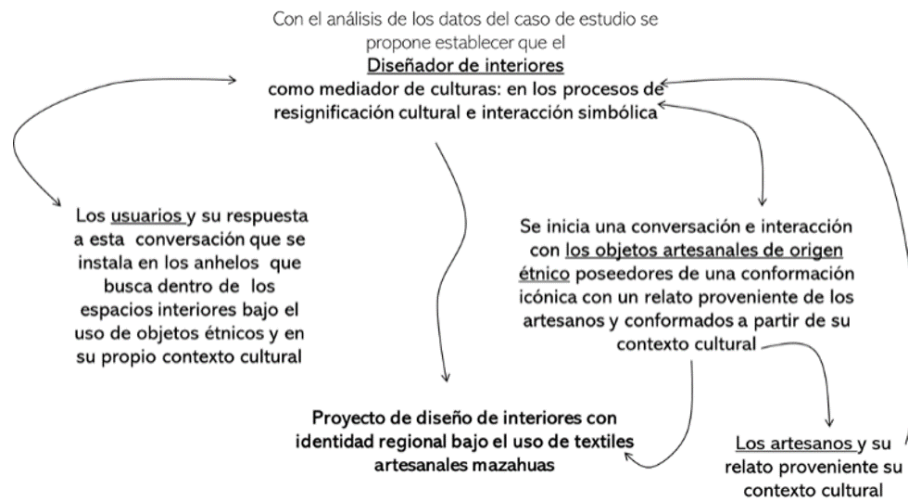 Con el análisis de los datos del caso de estudio se
propone establecer que el
Diseñador de interiores
como mediador de culturas: en los procesos de
resignificación cultural e interacción simbólica
Los usuarios y su respuesta
a esta conversación que se
instala en los anhelos que
busca dentro de los
espacios interiores bajo el
uso de objetos étnicos y en
su propio contexto cultural
Se inicia una conversación e interacción
con los objetos artesanales de origen
étnico poseedores de una conformación
icónica con un relato proveniente de los
artesanos y conformados a partir de su
contexto cultural
Proyecto de diseño de interiores con
identidad regional bajo el uso de textiles
artesanales mazahuas
Los artesanos y su
relato proveniente su
contexto cultural